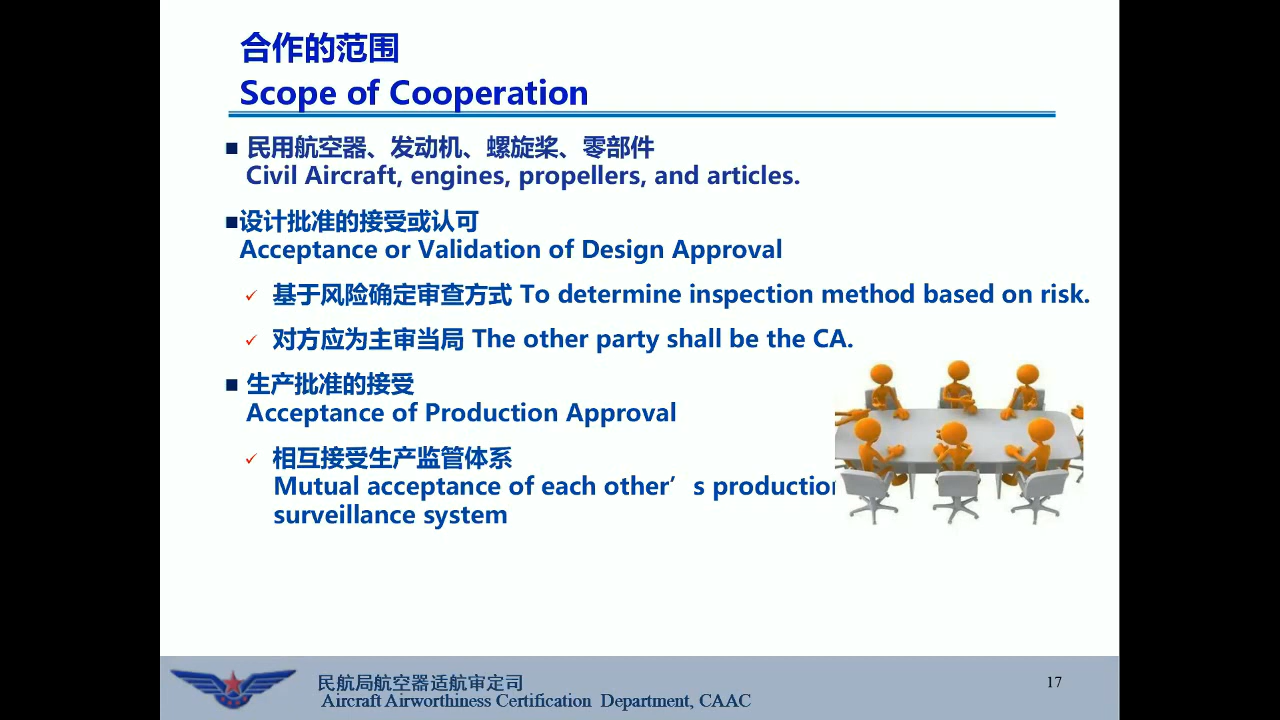 合作的范围
Scope of Cooperation
■ 民用航空器、发动机、螺旋桨、零部件
Civil Aircraft, engines, propellers, and articles.
■设计批准的接受或认可
Acceptance or Validation of Design Approval
✓ 基于风险确定审查方式 To determine inspection method based on risk.
✓ 对方应为主审当局 The other party shall be the CA.
■ 生产批准的接受
Acceptance of Production Approval
✓ 相互接受生产监管体系
Mutual acceptance of each other’s production
surveillance system
民航局航空器适航审定司
Aircraft Airworthiness Certification Department, CAAC
17